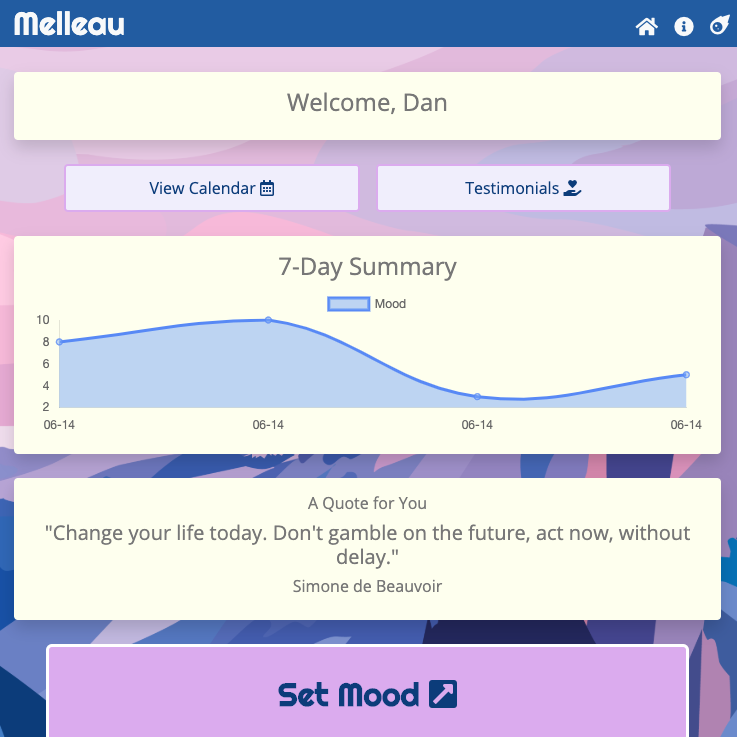 Melleau
Welcome, Dan
View Calendar
Testimonials
7-Day Summary
Mood
10
8
6
4
2
06-14 06-14 06-14 06-14
A Quote for You
"Change your life today. Don't gamble on the future, act now, without
delay."
Simone de Beauvoir
Set Mood